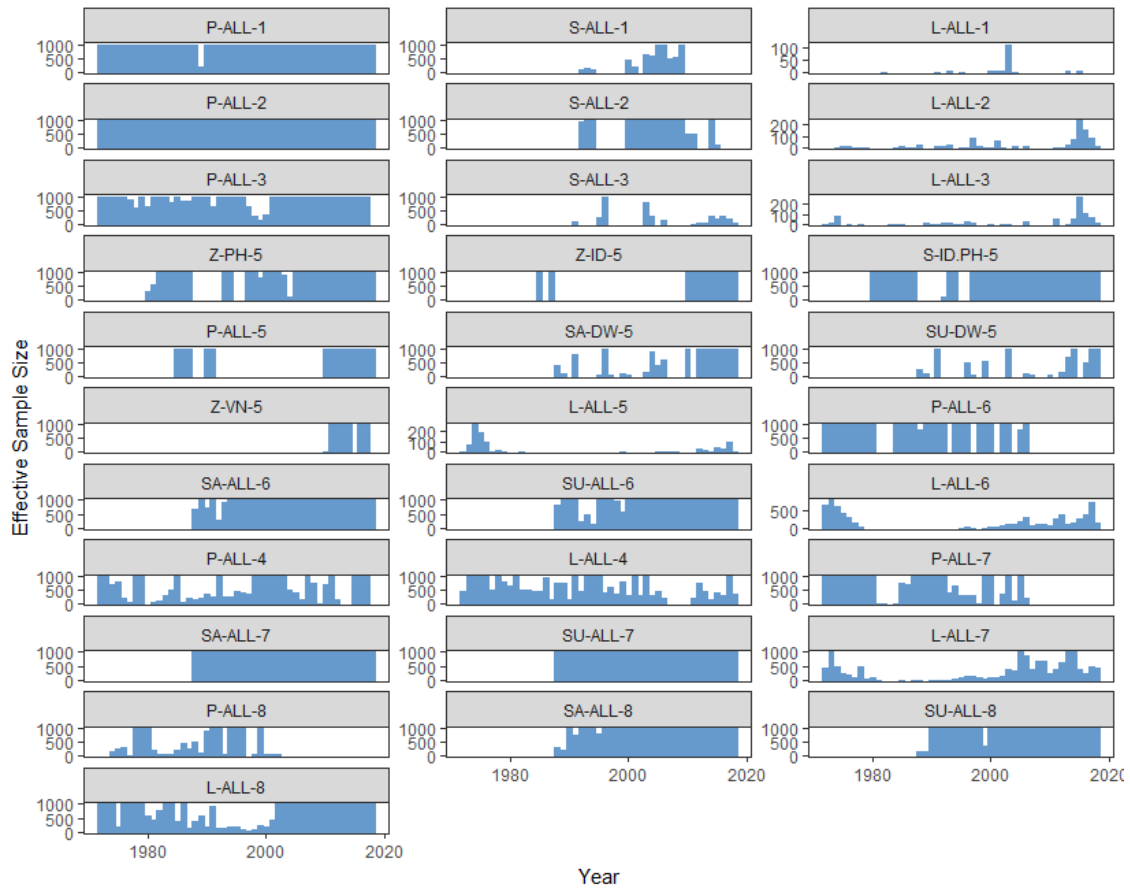 P-ALL-1 S-ALL-1 L-ALL-1
1000 1000 100
500 500 50
0 0 0
P-ALL-2 S-ALL-2 L-ALL-2
1000 1000 200
500 500 100
0 0 0
P-ALL-3 S-ALL-3 L-ALL-3
1000 1000 200
500 500 100
0 0 0
Z-PH-5 Z-ID-5 S-ID.PH-5
1000 1000 1000
500 500 500
0 0 0
P-ALL-5 SA-DW-5 SU-DW-5
1000 1000 1000
500 500 500
0 0 0
Z-VN-5 L-ALL-5 P-ALL-6
1000 200 1000
500 100 500
0 0 0
SA-ALL-6 SU-ALL-6 L-ALL-6
1000 1000 500
500 500 0
0 0
P-ALL-4 L-ALL-4 P-ALL-7
1000 1000 1000
500 500 500
0 0 0
SA-ALL-7 SU-ALL-7 L-ALL-7
1000 1000 1000
500 500 500
0 0 0
P-ALL-8 SA-ALL-8 SU-ALL-8
1000 1000 1000
500 500 500
0 0 0
1980 2000 2020 1980 2000 2020
L-ALL-8
1000
500
0
1980 2000 2020
Effective Sample Size
Year